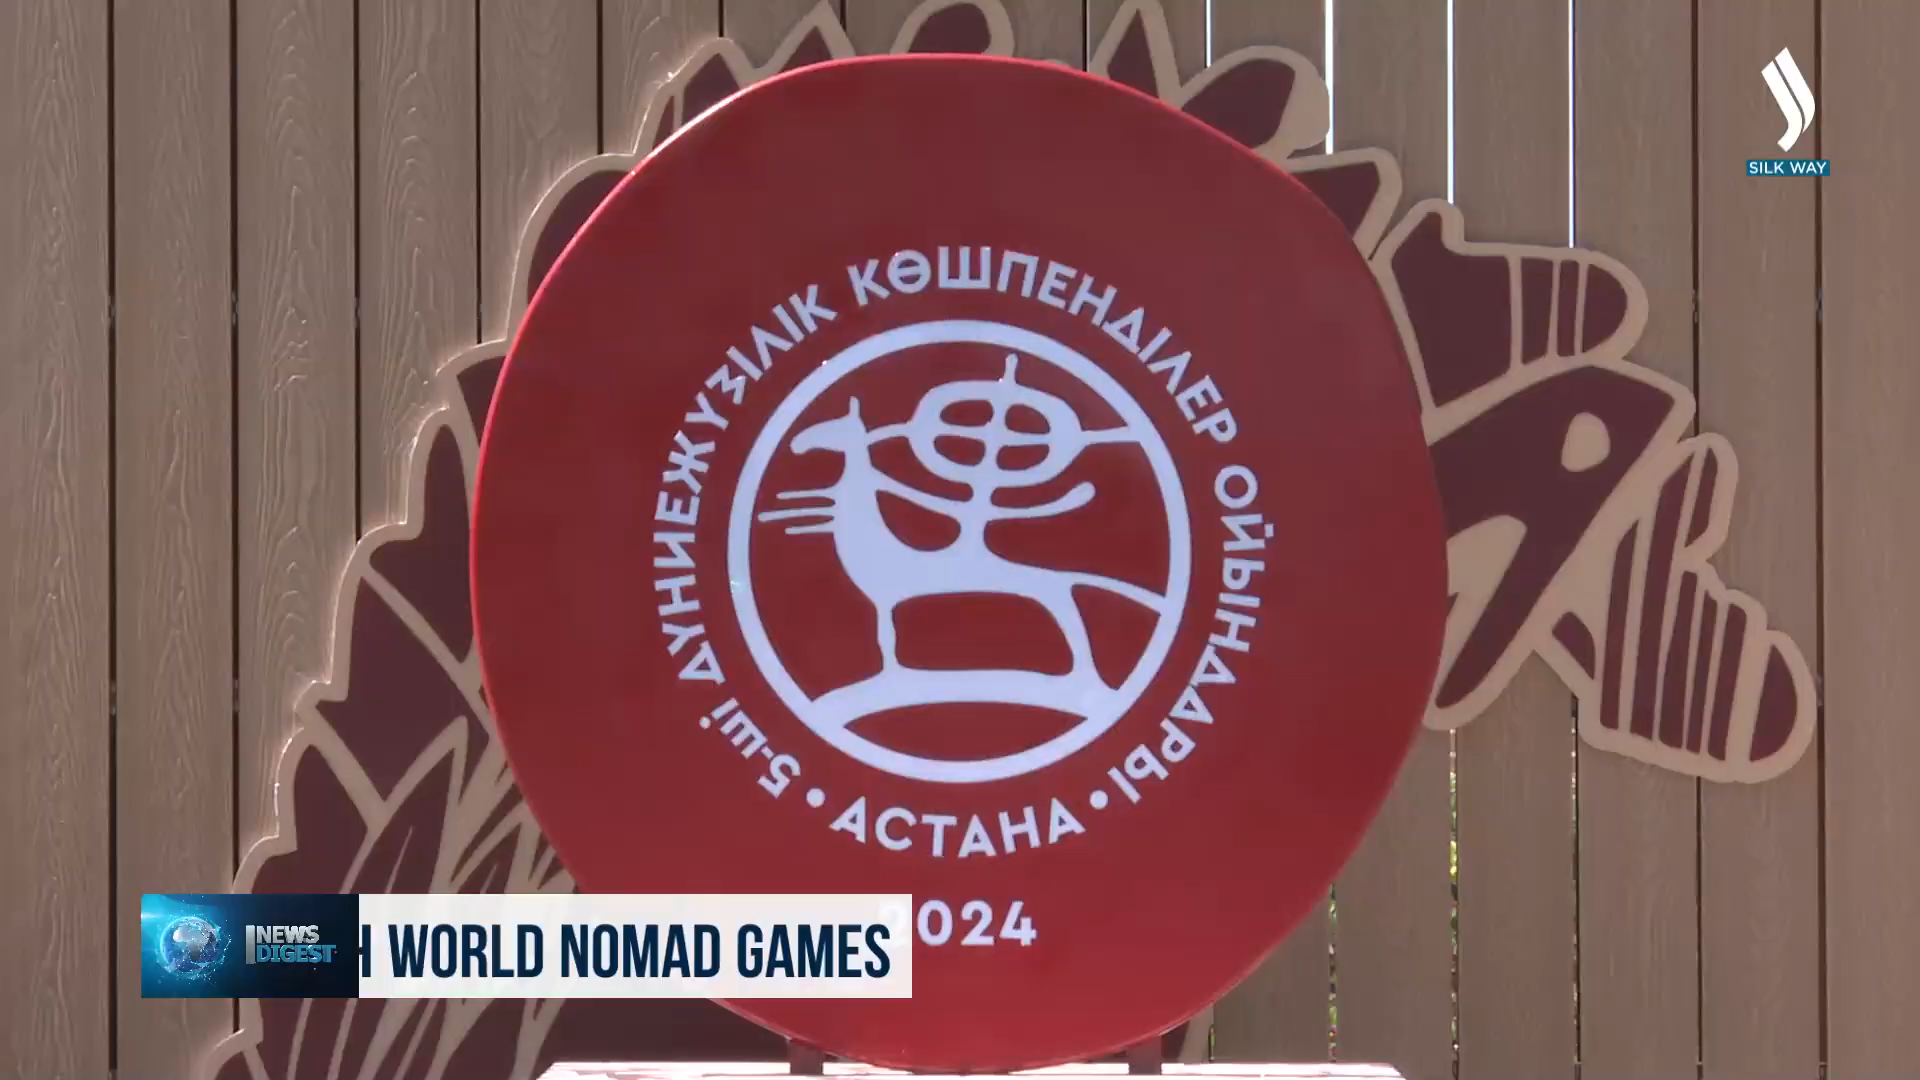 SILK WAY
5-ші ДҮНИЕЖҮЗІЛІК КӨШПЕНДІЛЕР ОЙЫНДАРЫ
• АСТАНА •
2024
NEWS
DIGEST
H WORLD NOMAD GAMES